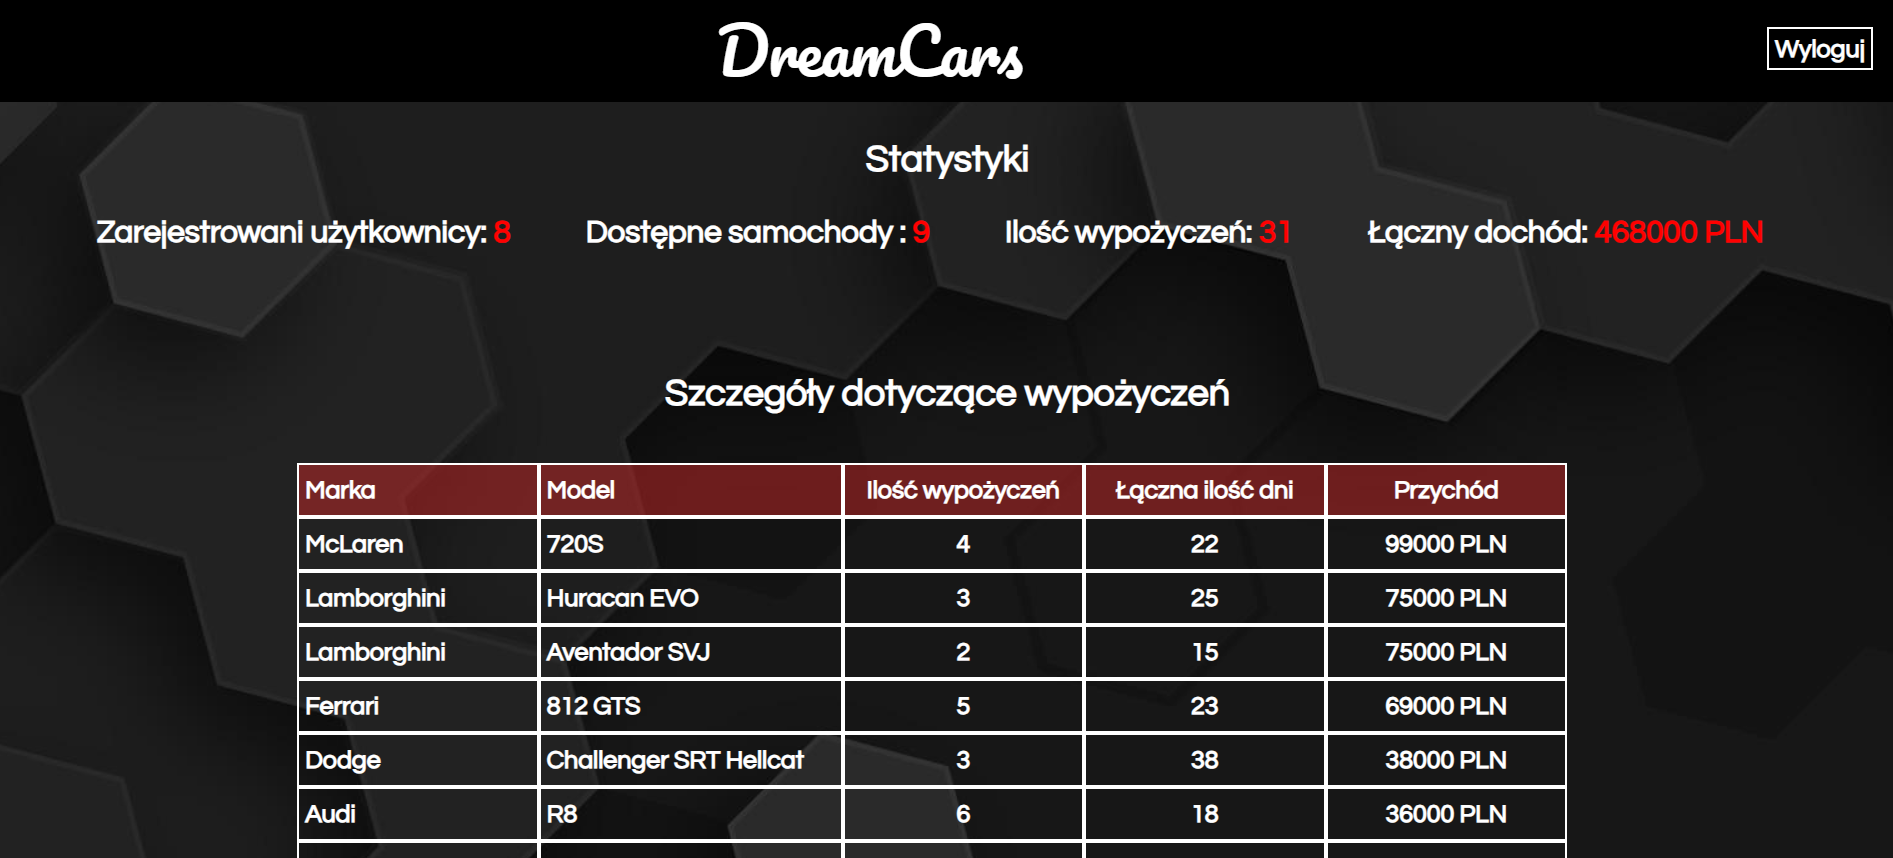 DreamCars
Wyloguj
Statystyki
Zarejestrowani użytkownicy: 8 Dostępne samochody : 9 Ilość wypożyczeń: 31 Łączny dochód: 468000 PLN
Szczegóły dotyczące wypożyczeń
Marka Model Ilość wypożyczeń Łączna ilość dni Przychód
McLaren 720S 4 22 99000 PLN
Lamborghini Huracan EVO 3 25 75000 PLN
Lamborghini Aventador SVJ 2 15 75000 PLN
Ferrari 812 GTS 5 23 69000 PLN
Dodge Challenger SRT Hellcat 3 38 38000 PLN
Audi R8 6 18 36000 PLN